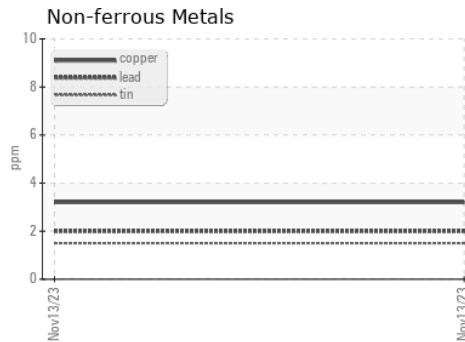 Non-ferrous Metals
10
8
6
4
2
0
ppm
copper
lead
tin
Nov13/23
Nov13/23